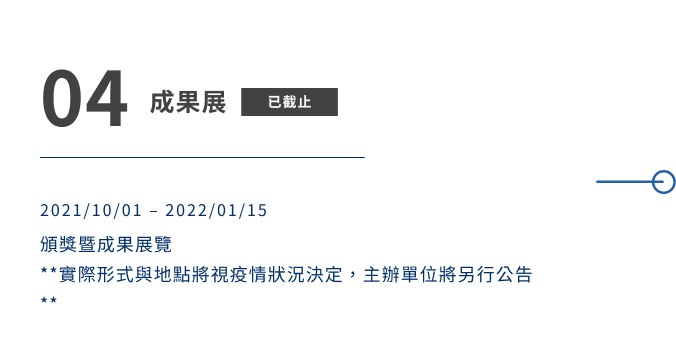 04 成果展 已截止
2021/10/01 – 2022/01/15
頒獎暨成果展覽
**實際形式與地點將視疫情狀況決定，主辦單位將另行公告
**